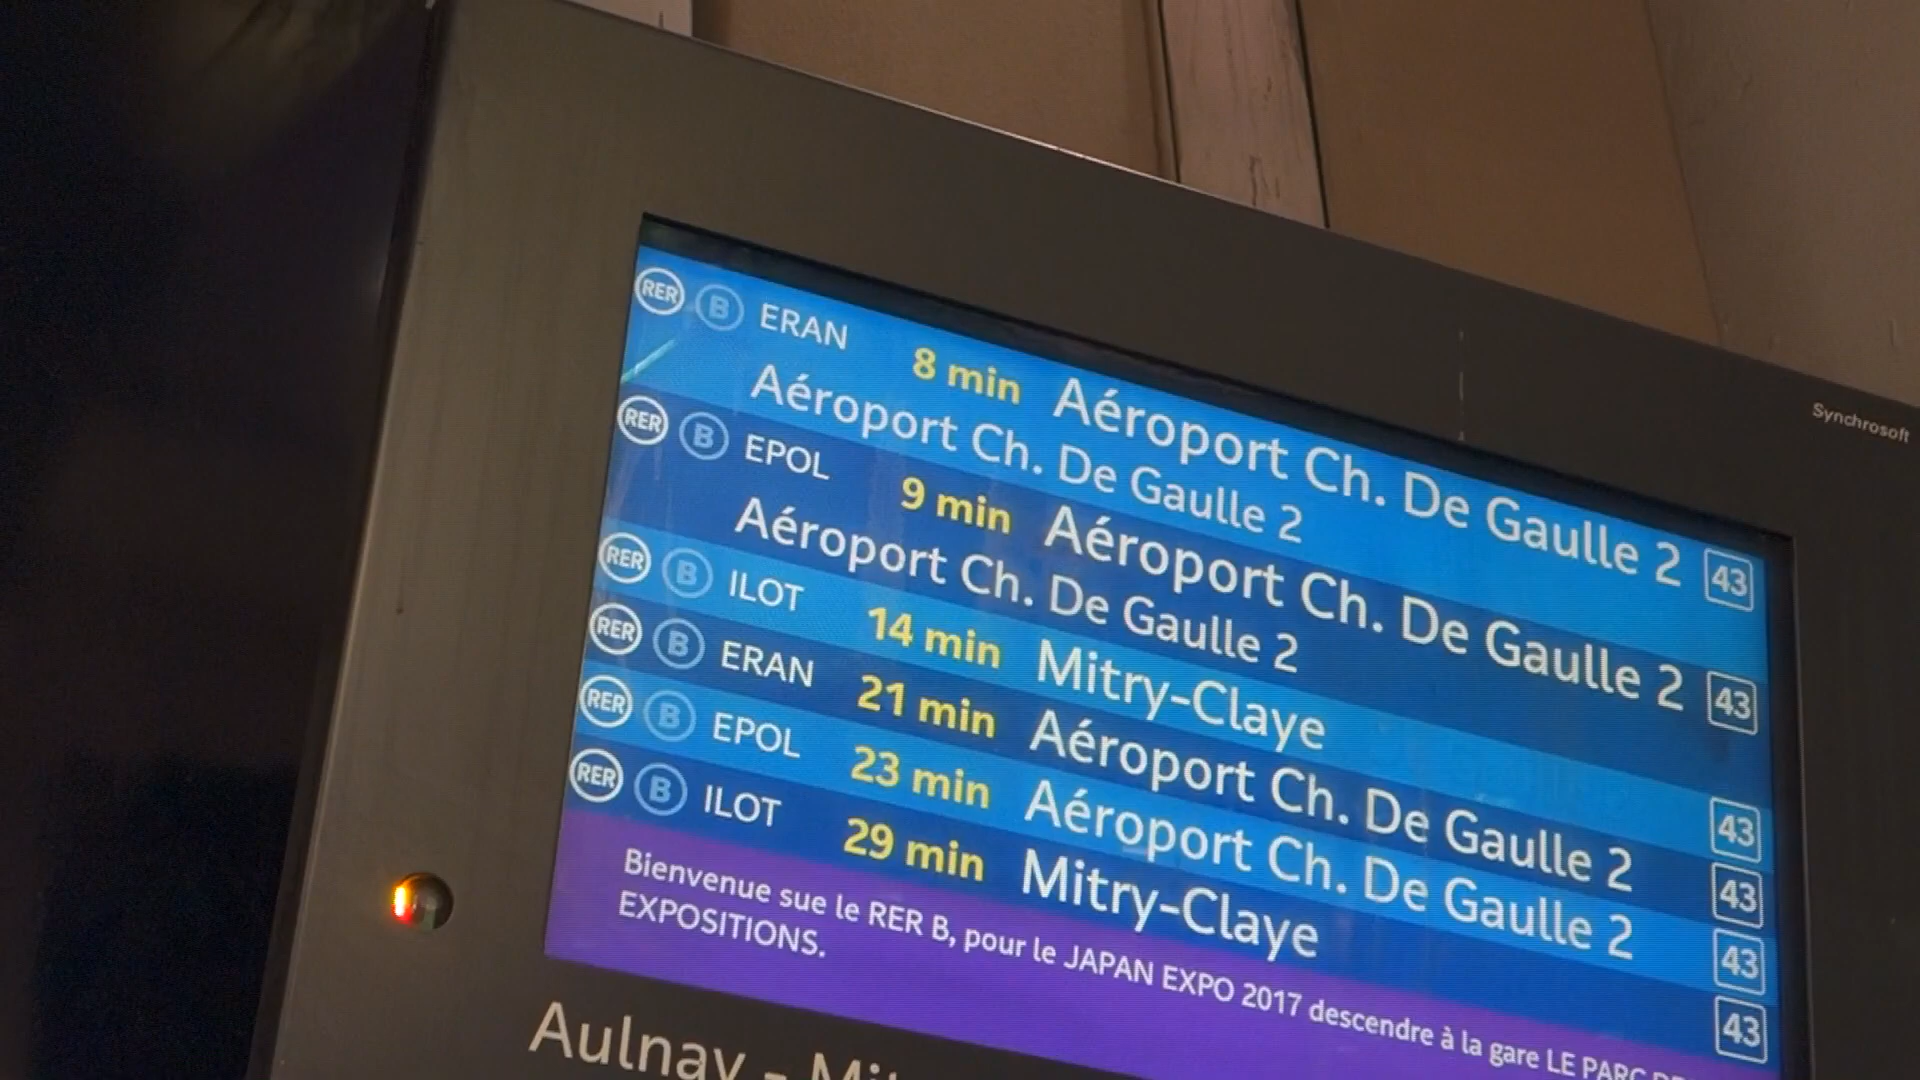 RER B ERAN 8 min Aéroport Ch. De Gaulle 2 43
Aéroport Ch. De Gaulle 2
RER B EPOL 9 min Aéroport Ch. De Gaulle 2 43
Aéroport Ch. De Gaulle 2
RER B ILOT 14 min Mitry-Claye 43
RER B ERAN 21 min Aéroport Ch. De Gaulle 2 43
RER B EPOL 23 min Aéroport Ch. De Gaulle 2 43
RER B ILOT 29 min Mitry-Claye 43
Bienvenue sue le RER B, pour le JAPAN EXPO 2017 descendre à la gare LE PARC DE
EXPOSITIONS.
Aulnay -
Synchrosoft